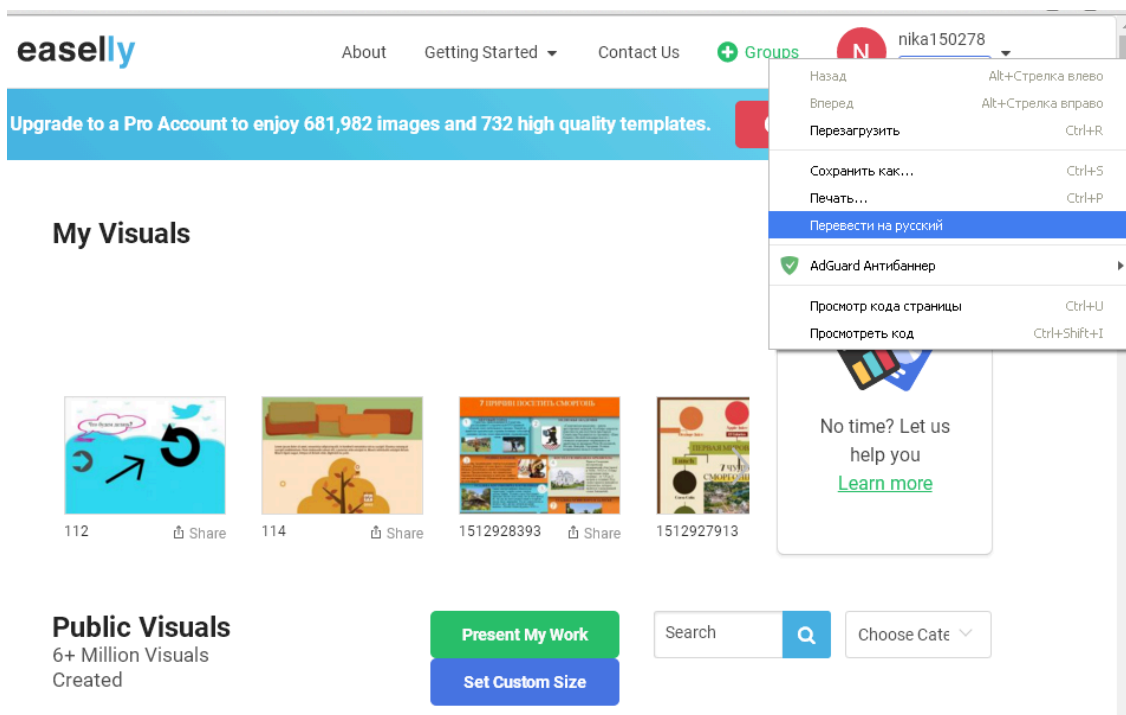 easelly
About
Getting Started
Contact Us
Groups
N
nika150278
Upgrade to a Pro Account to enjoy 681,982 images and 732 high quality templates.
Назад Alt+Стрелка влево
Вперед Alt+Стрелка вправо
Перезагрузить Ctrl+R
Сохранить как... Ctrl+S
Печать... Ctrl+P
Перевести на русский
AdGuard Антибаннер
Просмотр кода страницы Ctrl+U
Просмотреть код Ctrl+Shift+I
My Visuals
Что будем делать?
7 ПРИЧИН ПОСЕТИТЬ СМОРГОНЬ
112 Share
114 Share
1512928393 Share
1512927913
No time? Let us
help you
Learn more
Public Visuals
6+ Million Visuals
Created
Present My Work
Set Custom Size
Search
Choose Cate